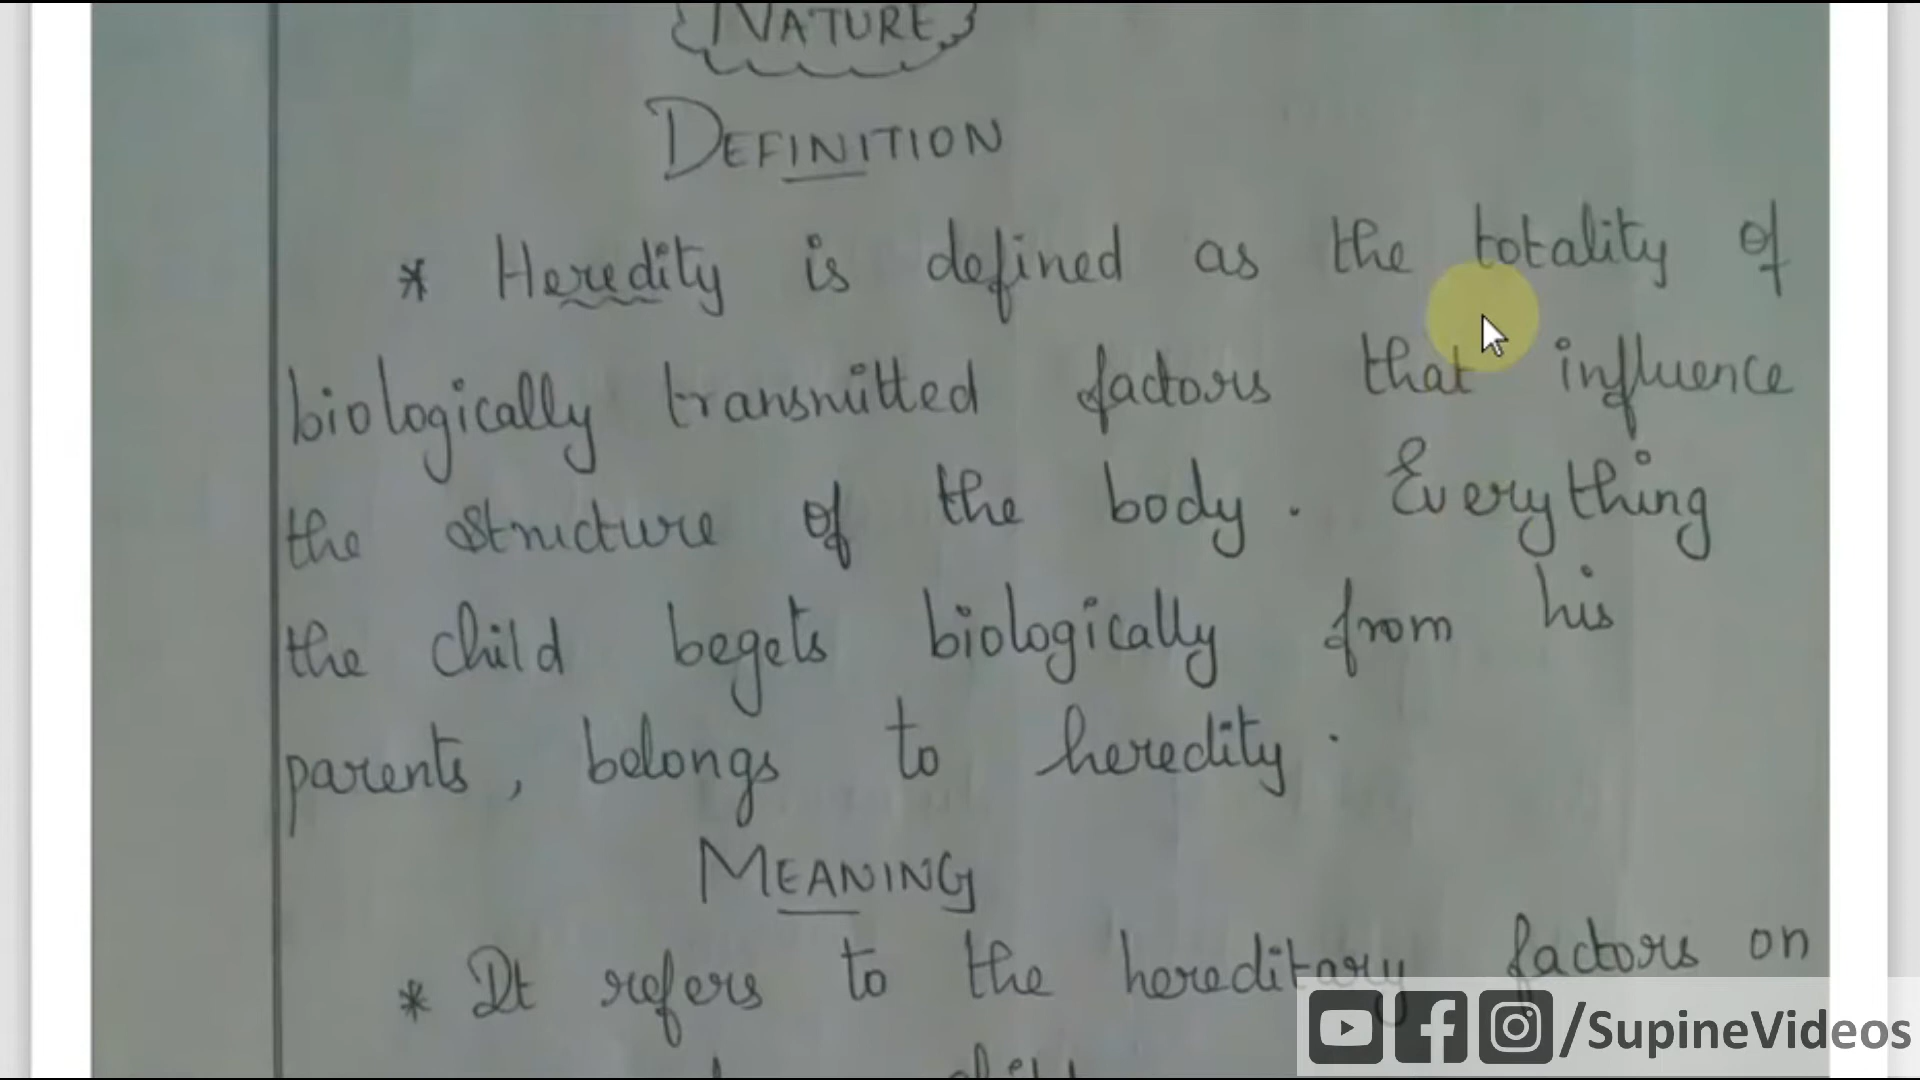 NATURE
DEFINITION
* Heredity is defined as the totality of
biologically transmitted factors that influence
the structure of the body. Everything
the child begets biologically from his
parents, belongs to heredity.
MEANING
* It refers to the hereditary factors on
/SupineVideos